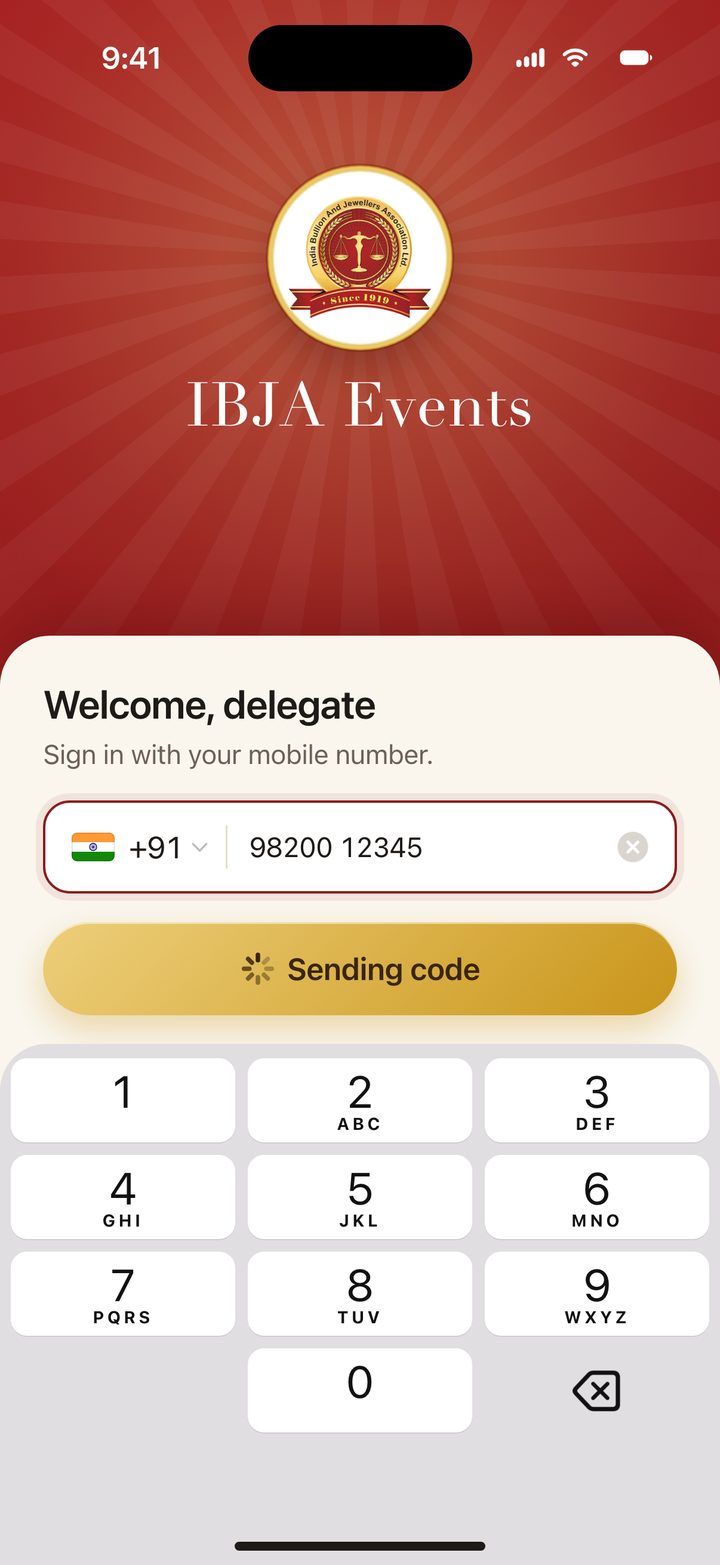 9:41
India Bullion And Jewellers Association Ltd.
Since 1919
IBJA Events
Welcome, delegate
Sign in with your mobile number.
+91 98200 12345
Sending code
1 2 3
ABC DEF
4 5 6
GHI JKL MNO
7 8 9
PQRS TUV WXYZ
0